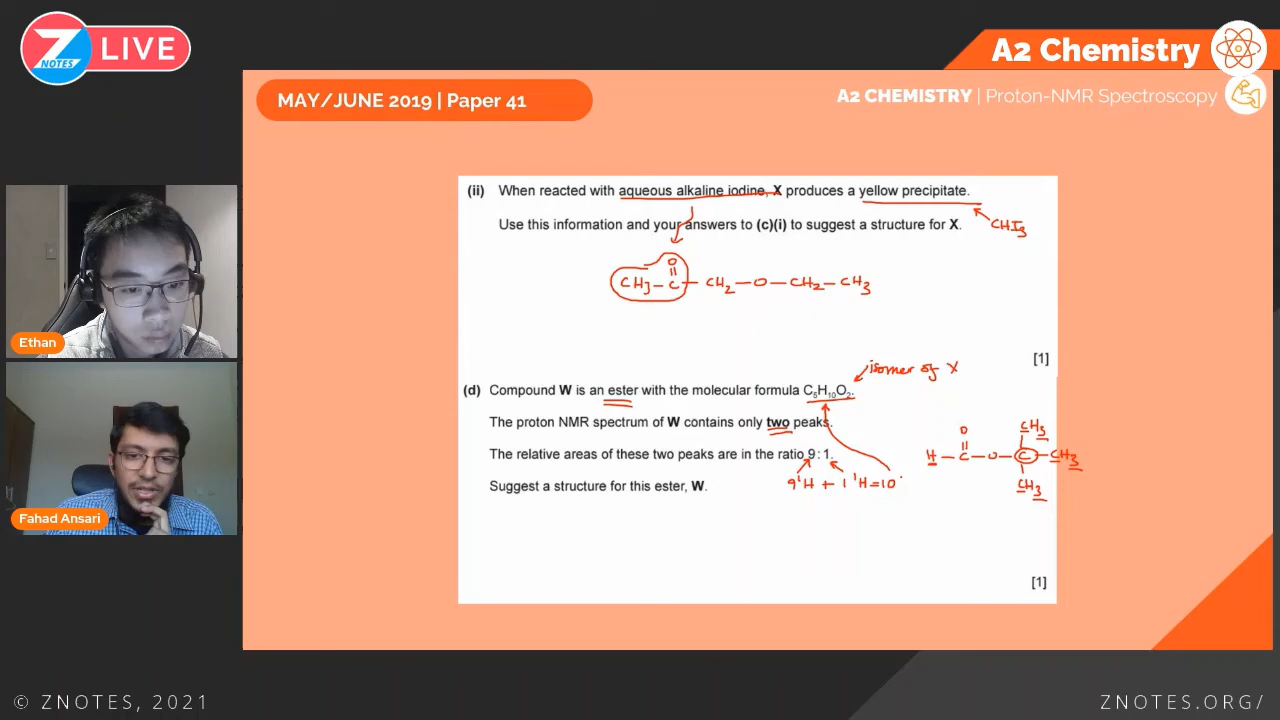 Z NOTES LIVE
A2 Chemistry
MAY/JUNE 2019 | Paper 41
A2 CHEMISTRY | Proton-NMR Spectroscopy
(ii) When reacted with aqueous alkaline iodine, X produces a yellow precipitate.
Use this information and your answers to (c)(i) to suggest a structure for X.
CHI₃
O
||
CH₃ — C — CH₂ — O — CH₂ — CH₃
[1]
isomer of X
(d) Compound W is an ester with the molecular formula C₅H₁₀O₂.
The proton NMR spectrum of W contains only two peaks.
The relative areas of these two peaks are in the ratio 9 : 1.
9 ¹H + 1 ¹H = 10
Suggest a structure for this ester, W.
O CH₃
|| |
H — C — O — C — CH₃
|
CH₃
[1]
Ethan
Fahad Ansari
© ZNOTES, 2021
ZNOTES.ORG/